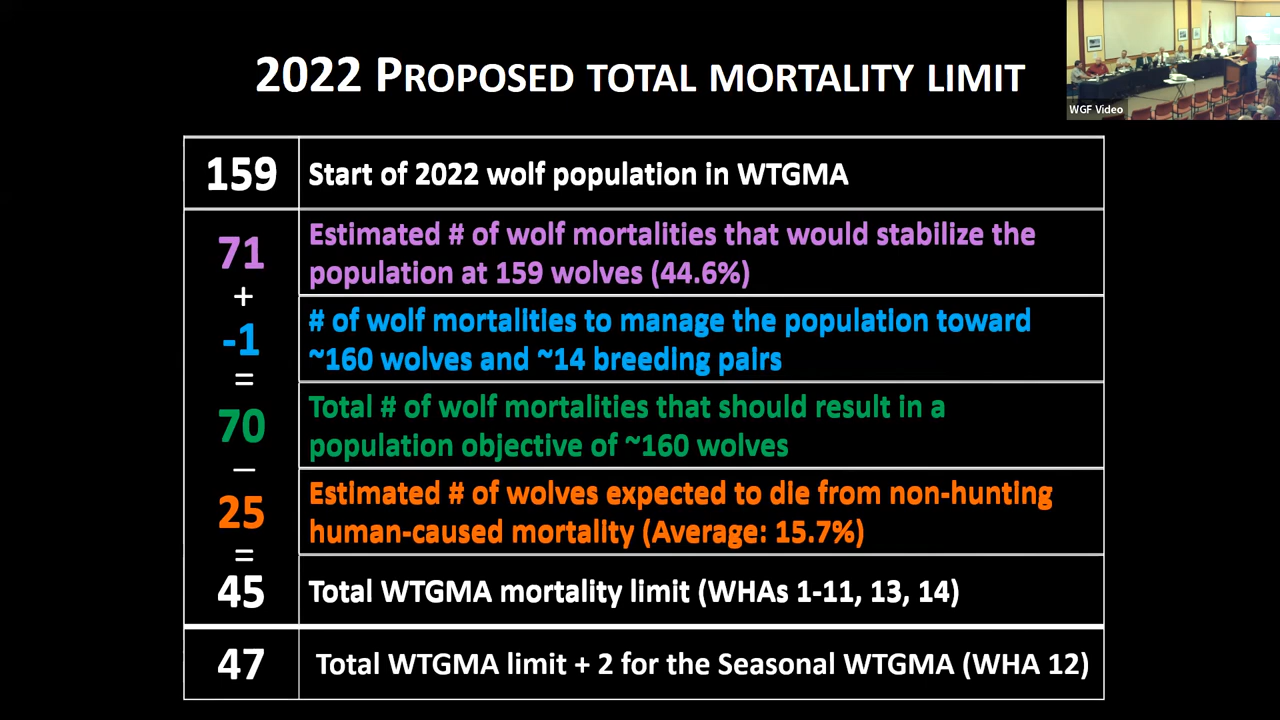 2022 PROPOSED TOTAL MORTALITY LIMIT
WGF Video
159
Start of 2022 wolf population in WTGMA
71
Estimated # of wolf mortalities that would stabilize the
population at 159 wolves (44.6%)
+
-1
# of wolf mortalities to manage the population toward
~160 wolves and ~14 breeding pairs
=
70
Total # of wolf mortalities that should result in a
population objective of ~160 wolves
–
25
Estimated # of wolves expected to die from non-hunting
human-caused mortality (Average: 15.7%)
=
45
Total WTGMA mortality limit (WHAs 1-11, 13, 14)
47
Total WTGMA limit + 2 for the Seasonal WTGMA (WHA 12)